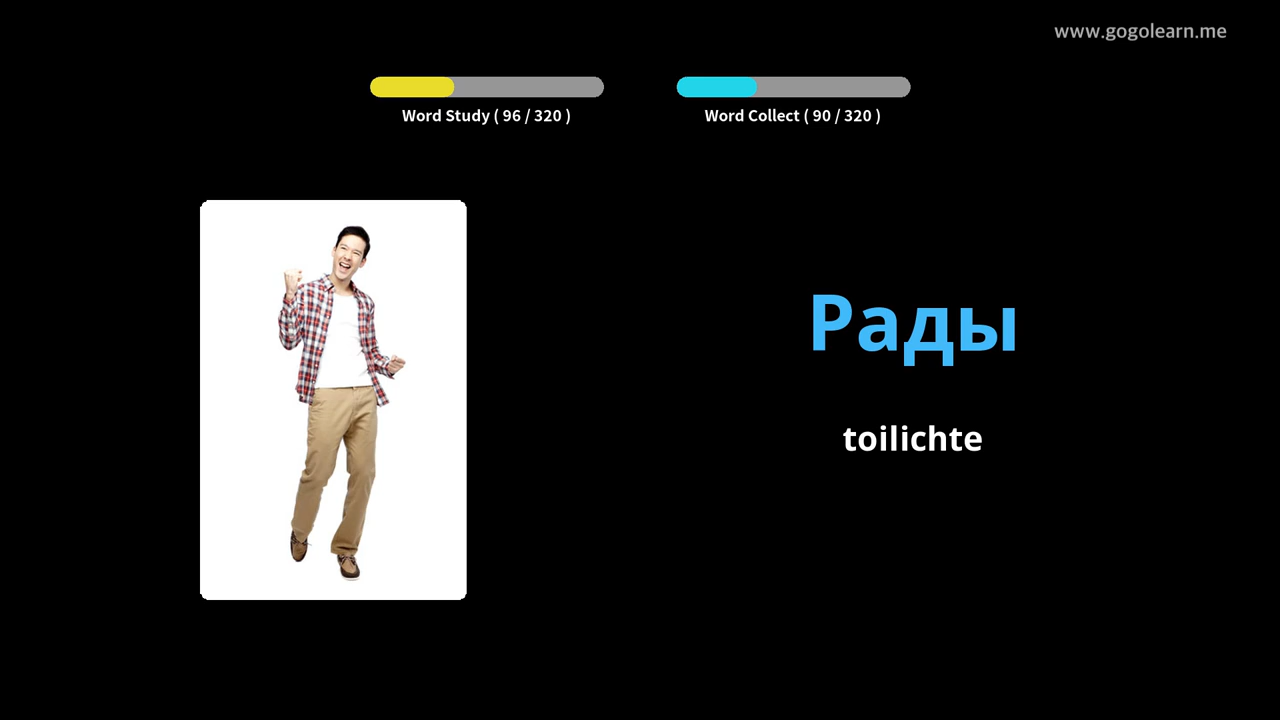 www.gogolearn.me
Word Study ( 96 / 320 )
Word Collect ( 90 / 320 )
Рады
toilichte